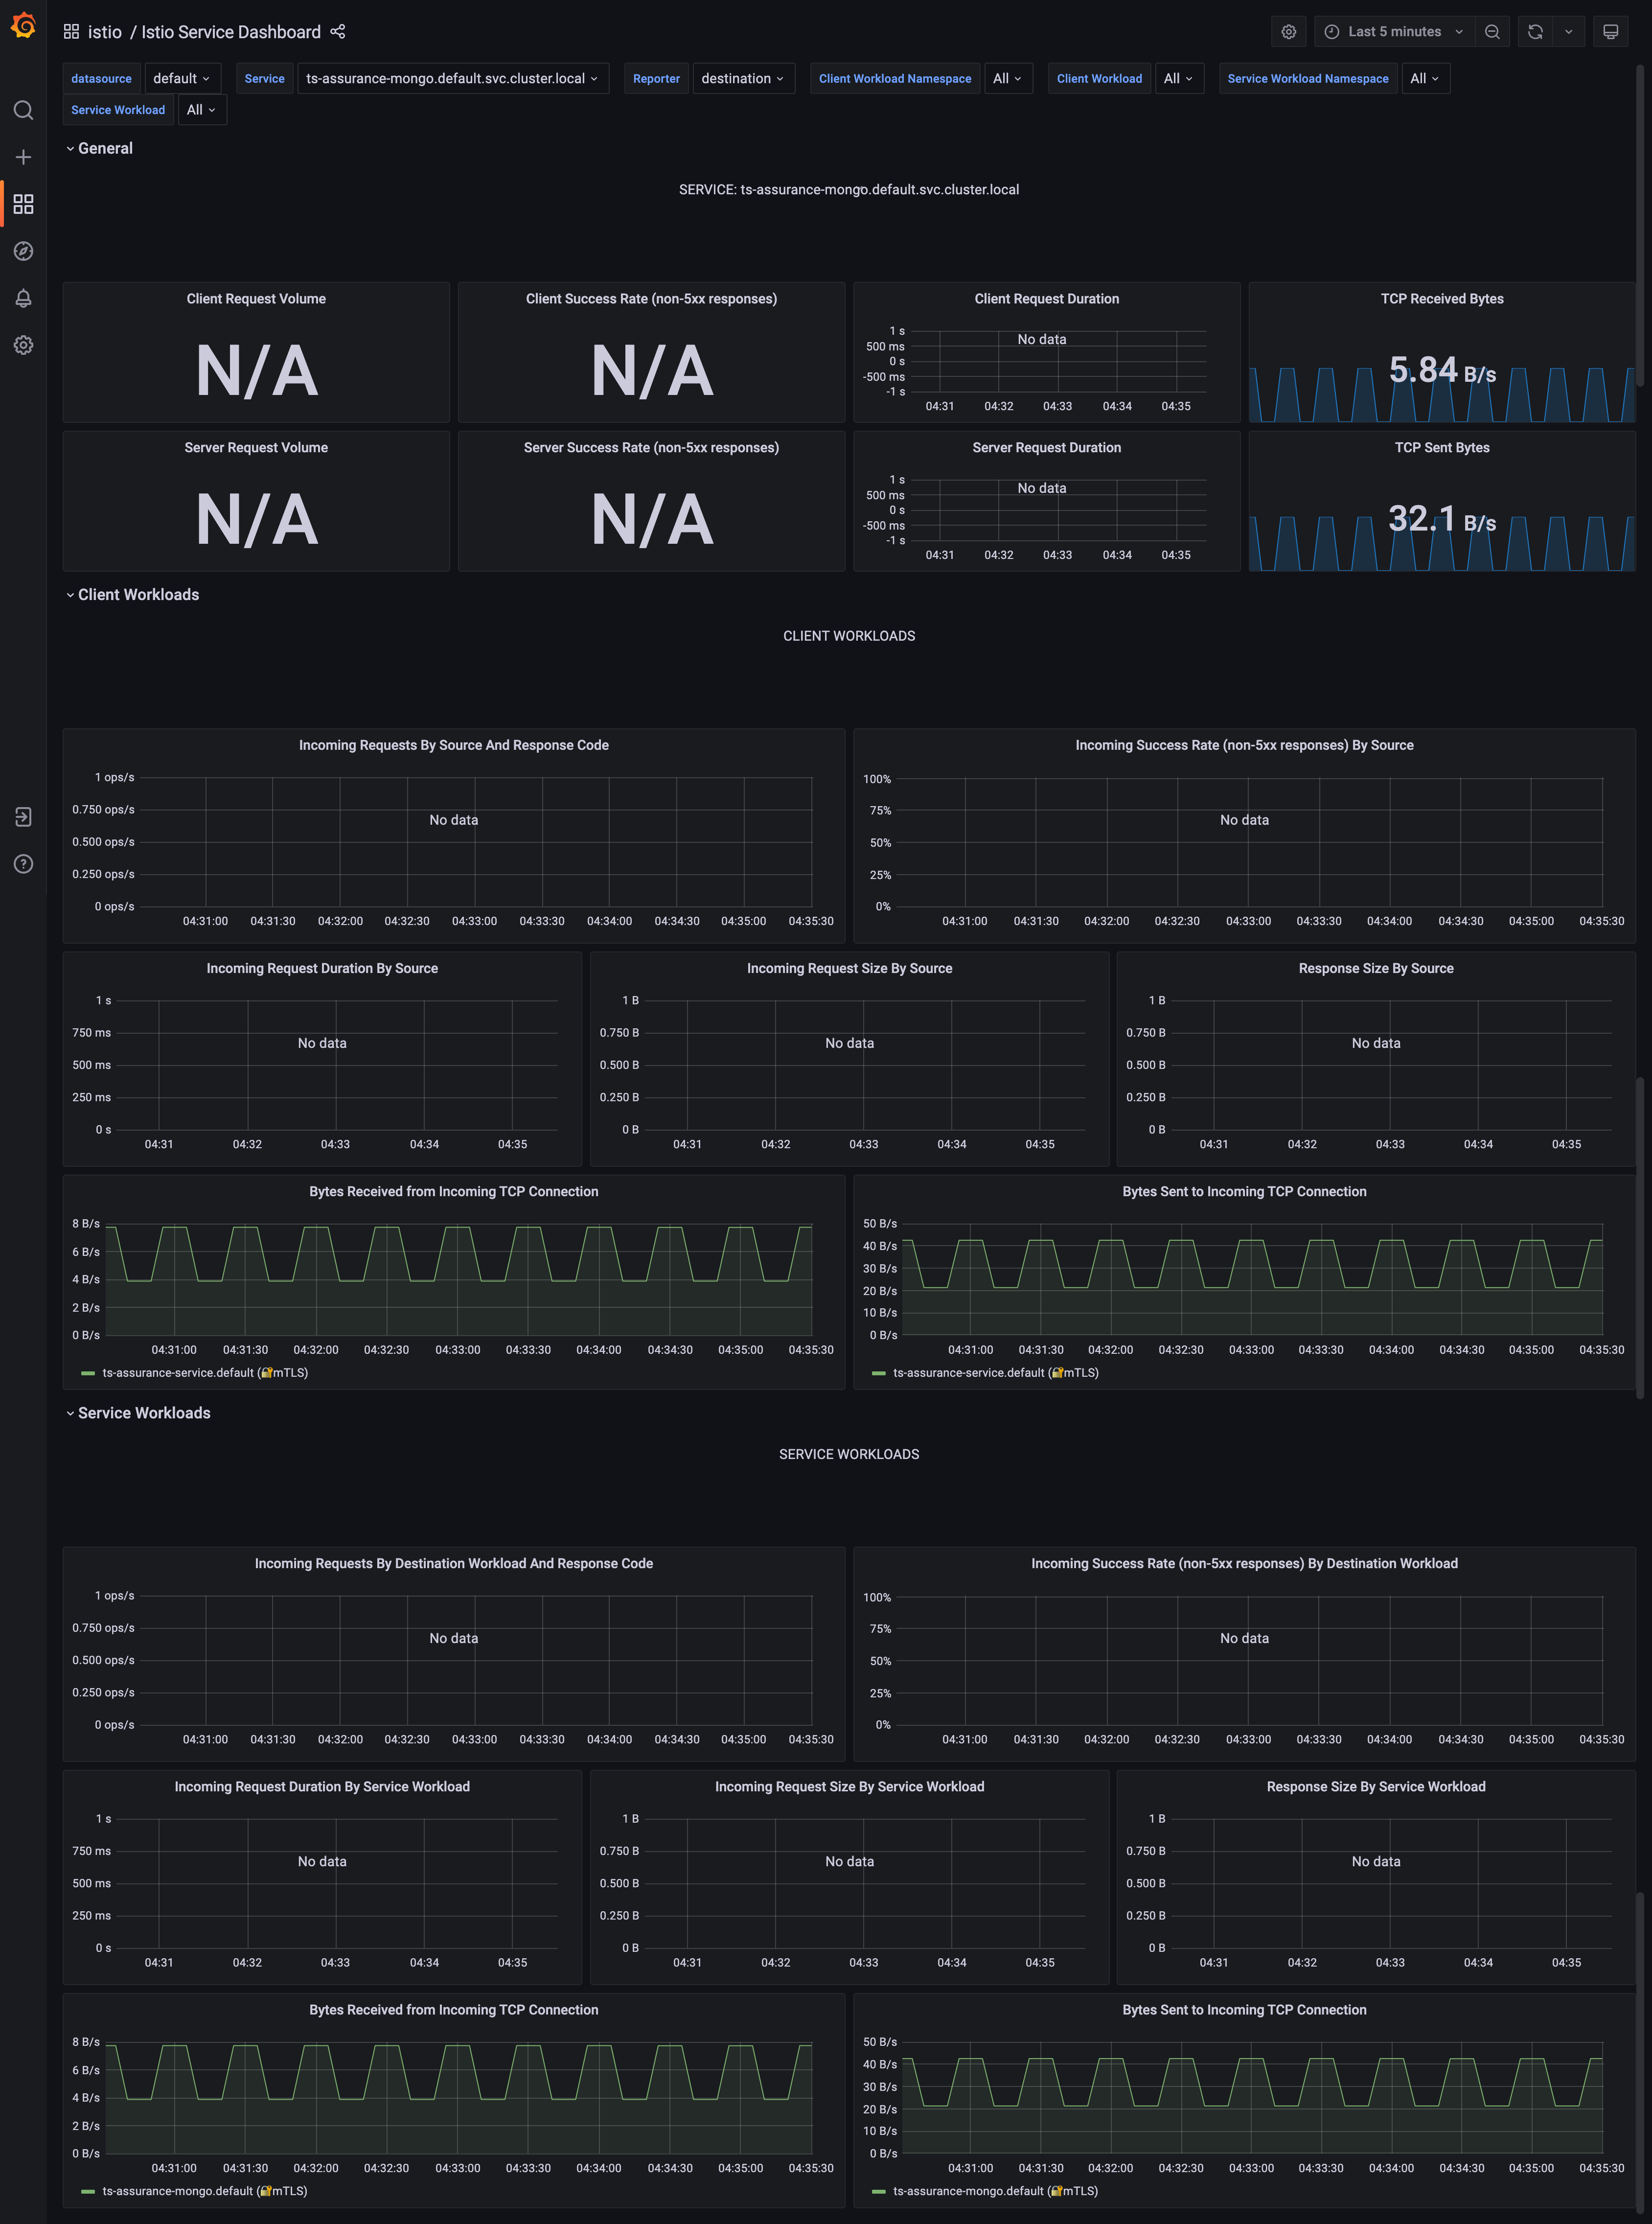 istio / Istio Service Dashboard
Last 5 minutes
datasource default Service ts-assurance-mongo.default.svc.cluster.local Reporter destination Client Workload Namespace All Client Workload All Service Workload Namespace All
Service Workload All
General
SERVICE: ts-assurance-mongo.default.svc.cluster.local
Client Request Volume
N/A
Client Success Rate (non-5xx responses)
N/A
Client Request Duration
1 s
500 ms
0 s
-500 ms
-1 s
No data
04:31 04:32 04:33 04:34 04:35
TCP Received Bytes
5.84 B/s
Server Request Volume
N/A
Server Success Rate (non-5xx responses)
N/A
Server Request Duration
1 s
500 ms
0 s
-500 ms
-1 s
No data
04:31 04:32 04:33 04:34 04:35
TCP Sent Bytes
32.1 B/s
Client Workloads
CLIENT WORKLOADS
Incoming Requests By Source And Response Code
1 ops/s
0.750 ops/s
0.500 ops/s
0.250 ops/s
0 ops/s
No data
04:31:00 04:31:30 04:32:00 04:32:30 04:33:00 04:33:30 04:34:00 04:34:30 04:35:00 04:35:30
Incoming Success Rate (non-5xx responses) By Source
100%
75%
50%
25%
0%
No data
04:31:00 04:31:30 04:32:00 04:32:30 04:33:00 04:33:30 04:34:00 04:34:30 04:35:00 04:35:30
Incoming Request Duration By Source
1 s
750 ms
500 ms
250 ms
0 s
No data
04:31 04:32 04:33 04:34 04:35
Incoming Request Size By Source
1 B
0.750 B
0.500 B
0.250 B
0 B
No data
04:31 04:32 04:33 04:34 04:35
Response Size By Source
1 B
0.750 B
0.500 B
0.250 B
0 B
No data
04:31 04:32 04:33 04:34 04:35
Bytes Received from Incoming TCP Connection
8 B/s
6 B/s
4 B/s
2 B/s
0 B/s
04:31:00 04:31:30 04:32:00 04:32:30 04:33:00 04:33:30 04:34:00 04:34:30 04:35:00 04:35:30
ts-assurance-service.default (🔐mTLS)
Bytes Sent to Incoming TCP Connection
50 B/s
40 B/s
30 B/s
20 B/s
10 B/s
0 B/s
04:31:00 04:31:30 04:32:00 04:32:30 04:33:00 04:33:30 04:34:00 04:34:30 04:35:00 04:35:30
ts-assurance-service.default (🔐mTLS)
Service Workloads
SERVICE WORKLOADS
Incoming Requests By Destination Workload And Response Code
1 ops/s
0.750 ops/s
0.500 ops/s
0.250 ops/s
0 ops/s
No data
04:31:00 04:31:30 04:32:00 04:32:30 04:33:00 04:33:30 04:34:00 04:34:30 04:35:00 04:35:30
Incoming Success Rate (non-5xx responses) By Destination Workload
100%
75%
50%
25%
0%
No data
04:31:00 04:31:30 04:32:00 04:32:30 04:33:00 04:33:30 04:34:00 04:34:30 04:35:00 04:35:30
Incoming Request Duration By Service Workload
1 s
750 ms
500 ms
250 ms
0 s
No data
04:31 04:32 04:33 04:34 04:35
Incoming Request Size By Service Workload
1 B
0.750 B
0.500 B
0.250 B
0 B
No data
04:31 04:32 04:33 04:34 04:35
Response Size By Service Workload
1 B
0.750 B
0.500 B
0.250 B
0 B
No data
04:31 04:32 04:33 04:34 04:35
Bytes Received from Incoming TCP Connection
8 B/s
6 B/s
4 B/s
2 B/s
0 B/s
04:31:00 04:31:30 04:32:00 04:32:30 04:33:00 04:33:30 04:34:00 04:34:30 04:35:00 04:35:30
ts-assurance-mongo.default (🔐mTLS)
Bytes Sent to Incoming TCP Connection
50 B/s
40 B/s
30 B/s
20 B/s
10 B/s
0 B/s
04:31:00 04:31:30 04:32:00 04:32:30 04:33:00 04:33:30 04:34:00 04:34:30 04:35:00 04:35:30
ts-assurance-mongo.default (🔐mTLS)